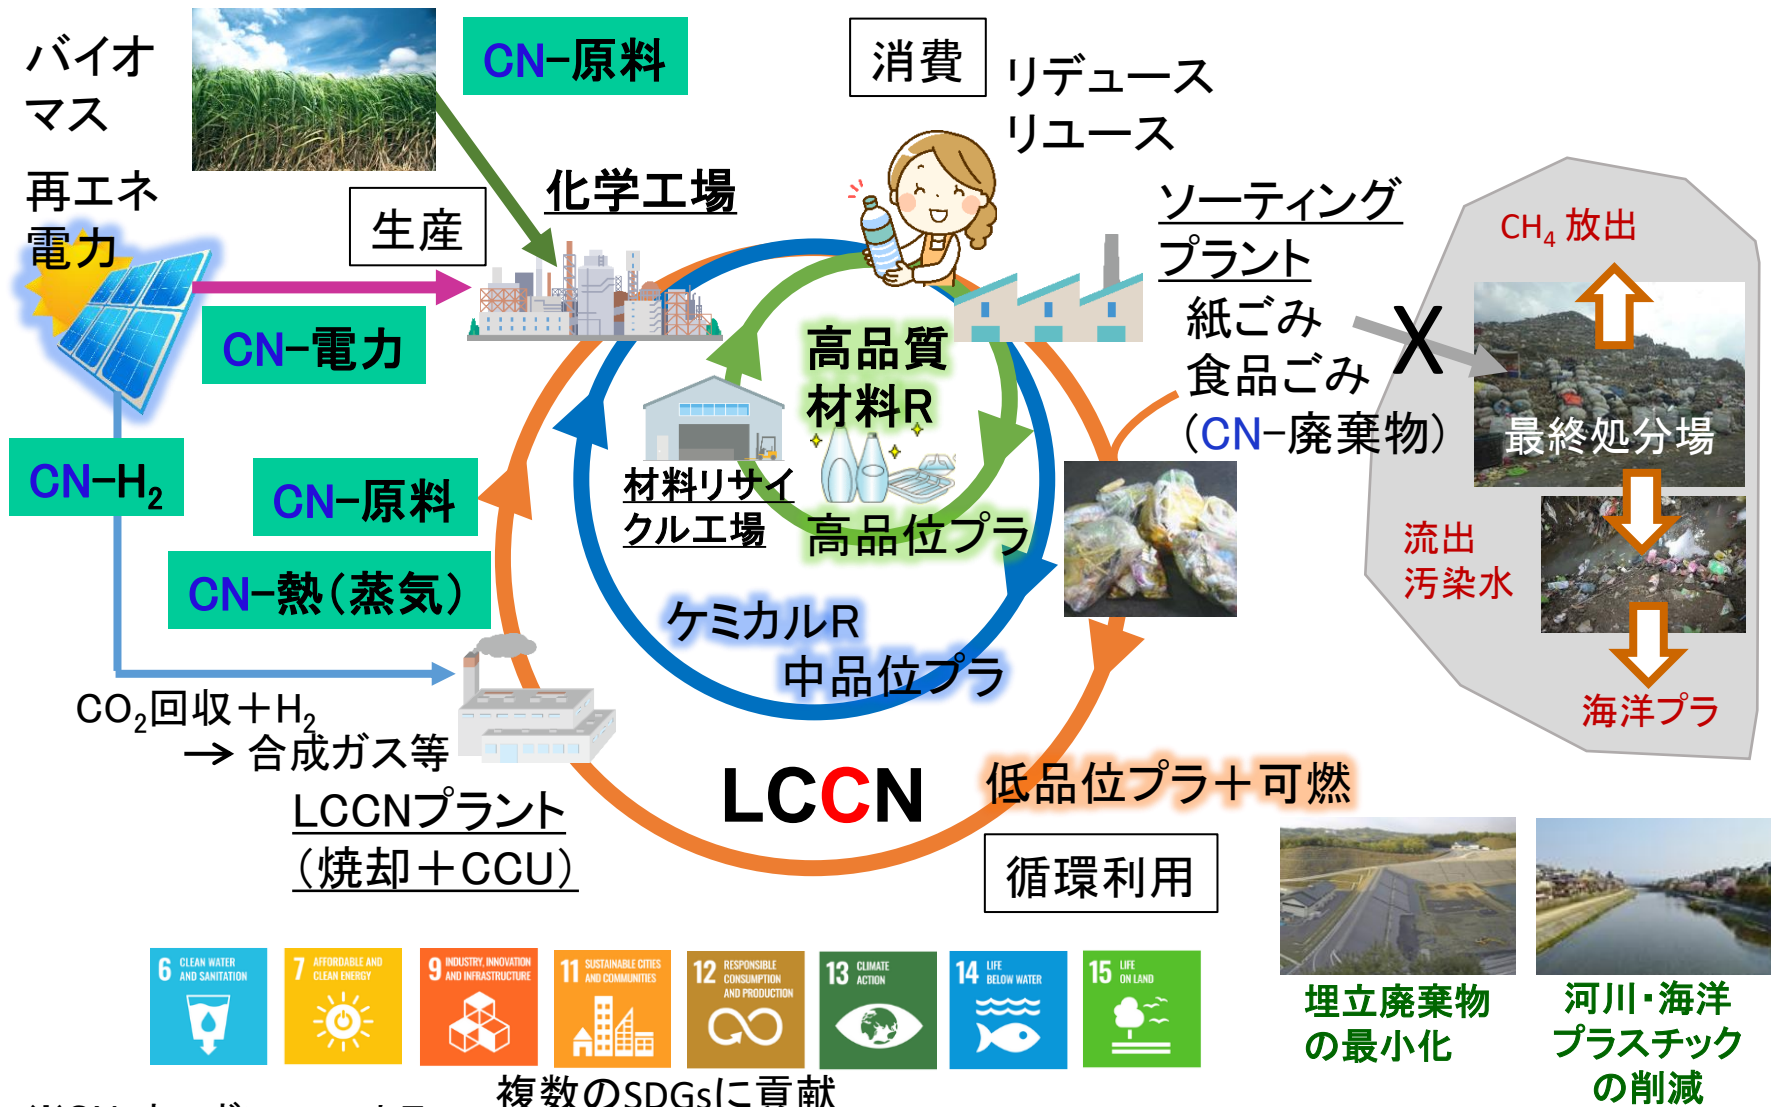 バイオ
マス
CN-原料
消費
リデュース
リユース
再エネ
電力
生産
化学工場
ソーティング
プラント
紙ごみ
食品ごみ
(CN-廃棄物)
CH4 放出
最終処分場
流出
汚染水
海洋プラ
CN-電力
高品質
材料R
CN-H2
CN-原料
材料リサイ
クル工場
高品位プラ
CN-熱(蒸気)
ケミカルR
中品位プラ
CO2回収+H2
→ 合成ガス等
LCCNプラント
(焼却+CCU)
LCCN
低品位プラ+可燃
循環利用
6 CLEAN WATER
AND SANITATION
7 AFFORDABLE AND
CLEAN ENERGY
9 INDUSTRY, INNOVATION
AND INFRASTRUCTURE
11 SUSTAINABLE CITIES
AND COMMUNITIES
12 RESPONSIBLE
CONSUMPTION
AND PRODUCTION
13 CLIMATE
ACTION
14 LIFE
BELOW WATER
15 LIFE
ON LAND
複数のSDGsに貢献
埋立廃棄物
の最小化
河川・海洋
プラスチック
の削減